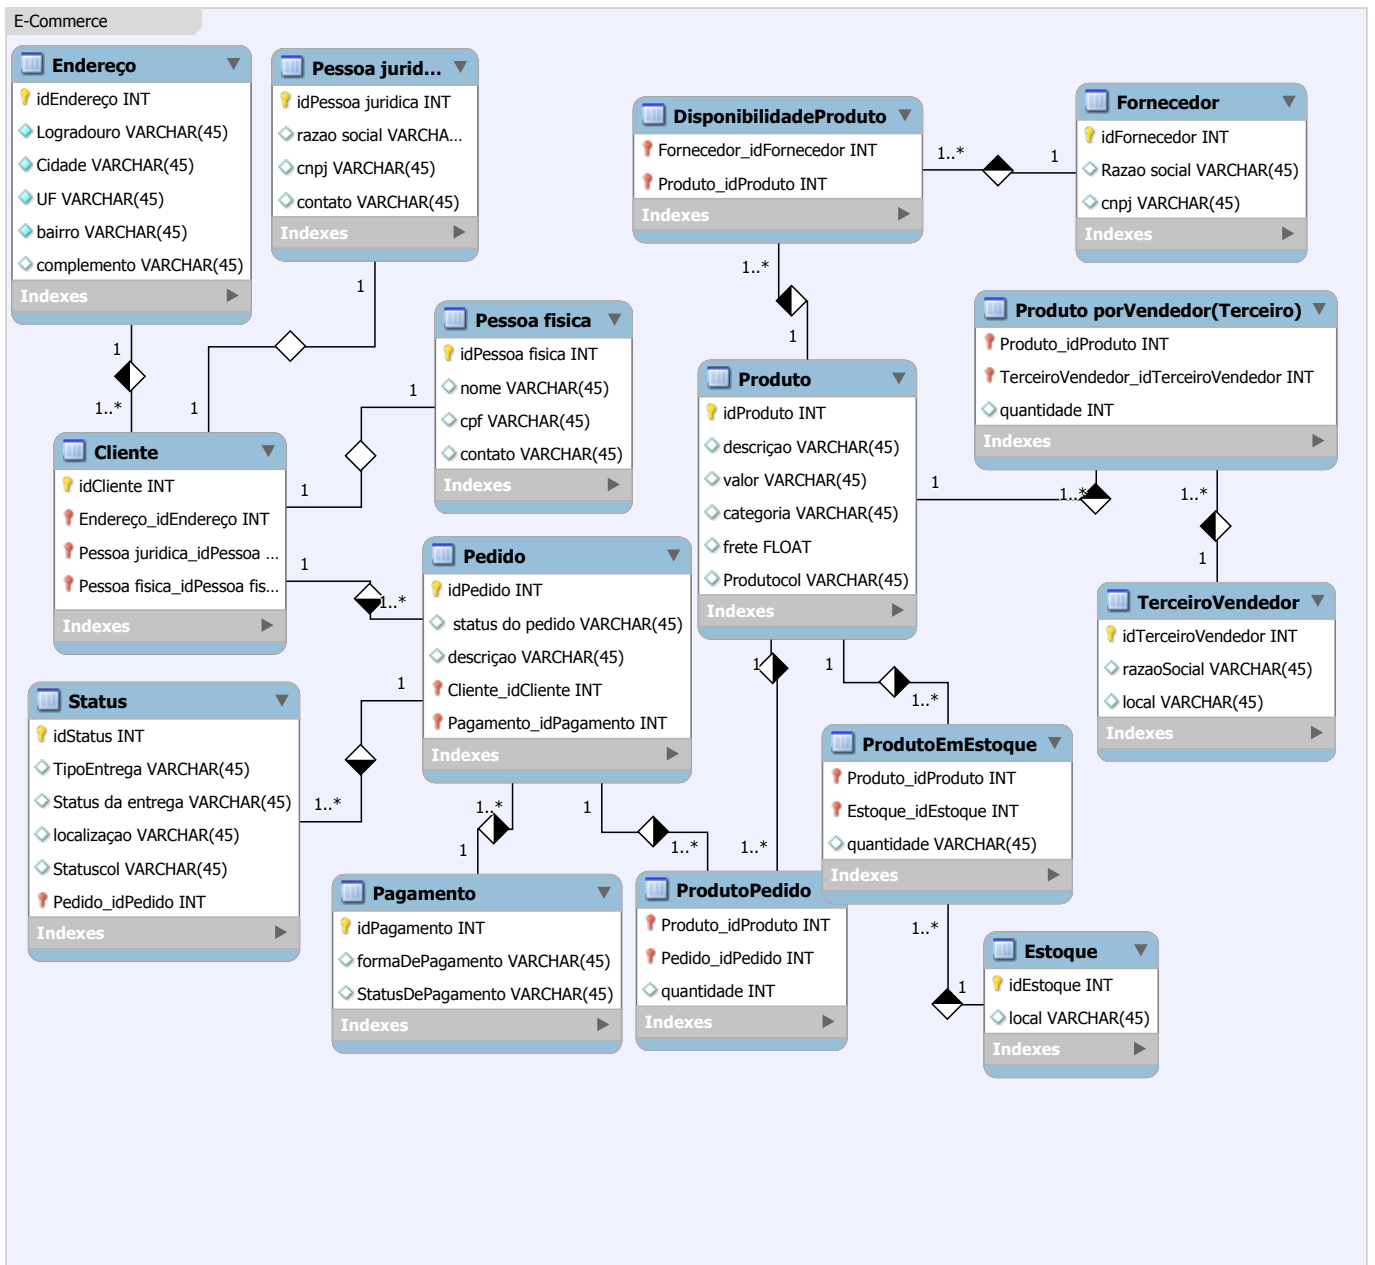 E-Commerce
Endereço
idEndereço INT
Logradouro VARCHAR(45)
Cidade VARCHAR(45)
UF VARCHAR(45)
bairro VARCHAR(45)
complemento VARCHAR(45)
Indexes
Pessoa jurid...
idPessoa juridica INT
razao social VARCHA...
cnpj VARCHAR(45)
contato VARCHAR(45)
Indexes
DisponibilidadeProduto
Fornecedor_idFornecedor INT
Produto_idProduto INT
Indexes
1..*
1
Fornecedor
idFornecedor INT
Razao social VARCHAR(45)
cnpj VARCHAR(45)
Indexes
1
1..*
1
1
1..*
1
Pessoa fisica
idPessoa fisica INT
nome VARCHAR(45)
cpf VARCHAR(45)
contato VARCHAR(45)
Indexes
1
1
Produto porVendedor(Terceiro)
Produto_idProduto INT
TerceiroVendedor_idTerceiroVendedor INT
quantidade INT
Indexes
Cliente
idCliente INT
Endereço_idEndereço INT
Pessoa juridica_idPessoa ...
Pessoa fisica_idPessoa fis...
Indexes
Produto
idProduto INT
descriçao VARCHAR(45)
valor VARCHAR(45)
categoria VARCHAR(45)
frete FLOAT
Produtocol VARCHAR(45)
Indexes
1
1..*
1..*
1
1
1..*
Pedido
idPedido INT
status do pedido VARCHAR(45)
descriçao VARCHAR(45)
Cliente_idCliente INT
Pagamento_idPagamento INT
Indexes
TerceiroVendedor
idTerceiroVendedor INT
razaoSocial VARCHAR(45)
local VARCHAR(45)
Indexes
Status
idStatus INT
TipoEntrega VARCHAR(45)
Status da entrega VARCHAR(45)
localizaçao VARCHAR(45)
Statuscol VARCHAR(45)
Pedido_idPedido INT
Indexes
1
1..*
1
1..*
1
1..*
1..*
1
1
1..*
ProdutoEmEstoque
Produto_idProduto INT
Estoque_idEstoque INT
quantidade VARCHAR(45)
Indexes
Pagamento
idPagamento INT
formaDePagamento VARCHAR(45)
StatusDePagamento VARCHAR(45)
Indexes
ProdutoPedido
Produto_idProduto INT
Pedido_idPedido INT
quantidade INT
Indexes
1..*
1
Estoque
idEstoque INT
local VARCHAR(45)
Indexes